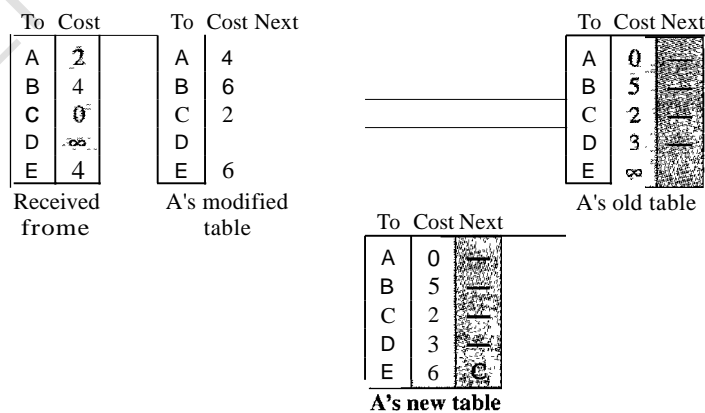 To Cost
A 2
B 4
C 0
D ∞
E 4
Received
frome
To Cost Next
A 4
B 6
C 2
D
E 6
A's modified
table
To Cost Next
A 0 —
B 5 —
C 2 —
D 3 —
E ∞
A's old table
To Cost Next
A 0 —
B 5 —
C 2 —
D 3 —
E 6 C
A's new table